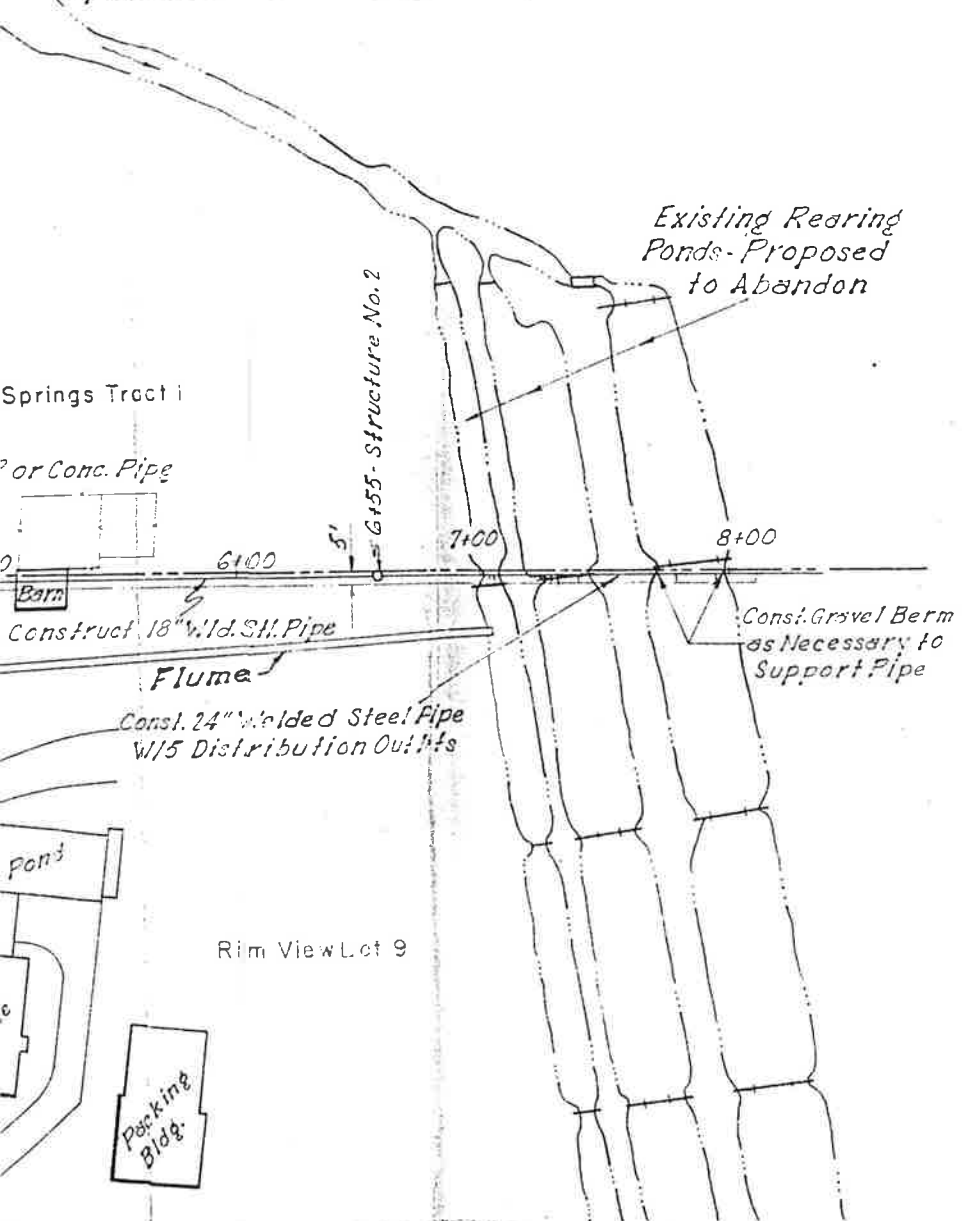 Existing Rearing
Ponds-Proposed
to Abandon
6+55-Structure No. 2
Springs Tract
or Conc. Pipe
6+00
5'
7+00
8+00
Barn
Construct 18" Wld. Stl. Pipe
Flume
Const. Gravel Berm
as Necessary to
Support Pipe
Const. 24" Welded Steel Pipe
W/5 Distribution Outlets
Pond
Rim View Lot 9
Packing
Bldg.